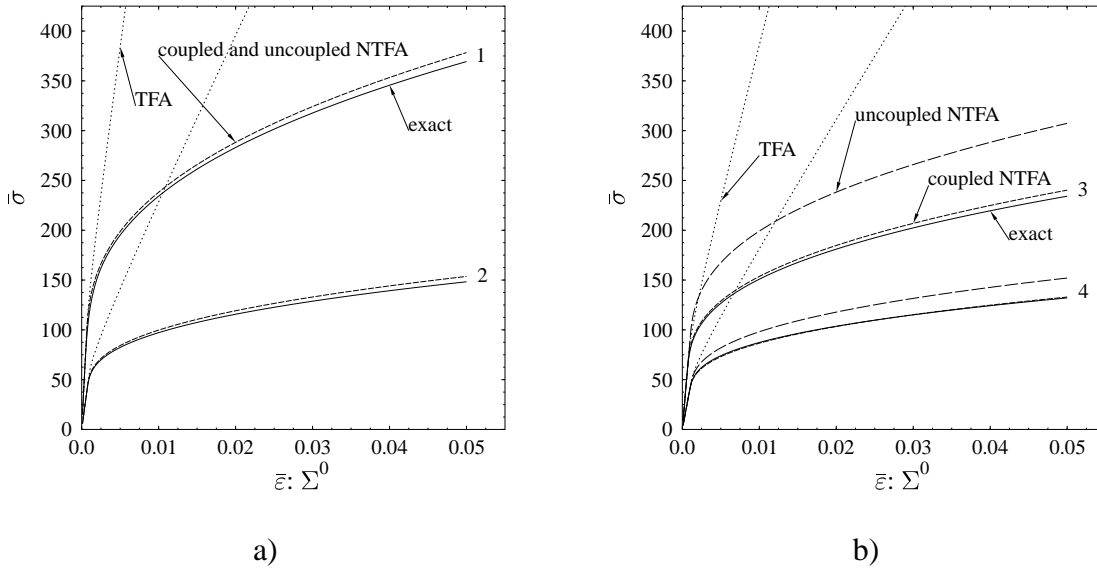 400
350
300
250
200
150
100
50
0
σ̄
0.0 0.01 0.02 0.03 0.04 0.05
ε̄: Σ⁰
coupled and uncoupled NTFA
TFA
exact
1
2
a)
400
350
300
250
200
150
100
50
0
σ̄
0.0 0.01 0.02 0.03 0.04 0.05
ε̄: Σ⁰
uncoupled NTFA
TFA
coupled NTFA
exact
3
4
b)